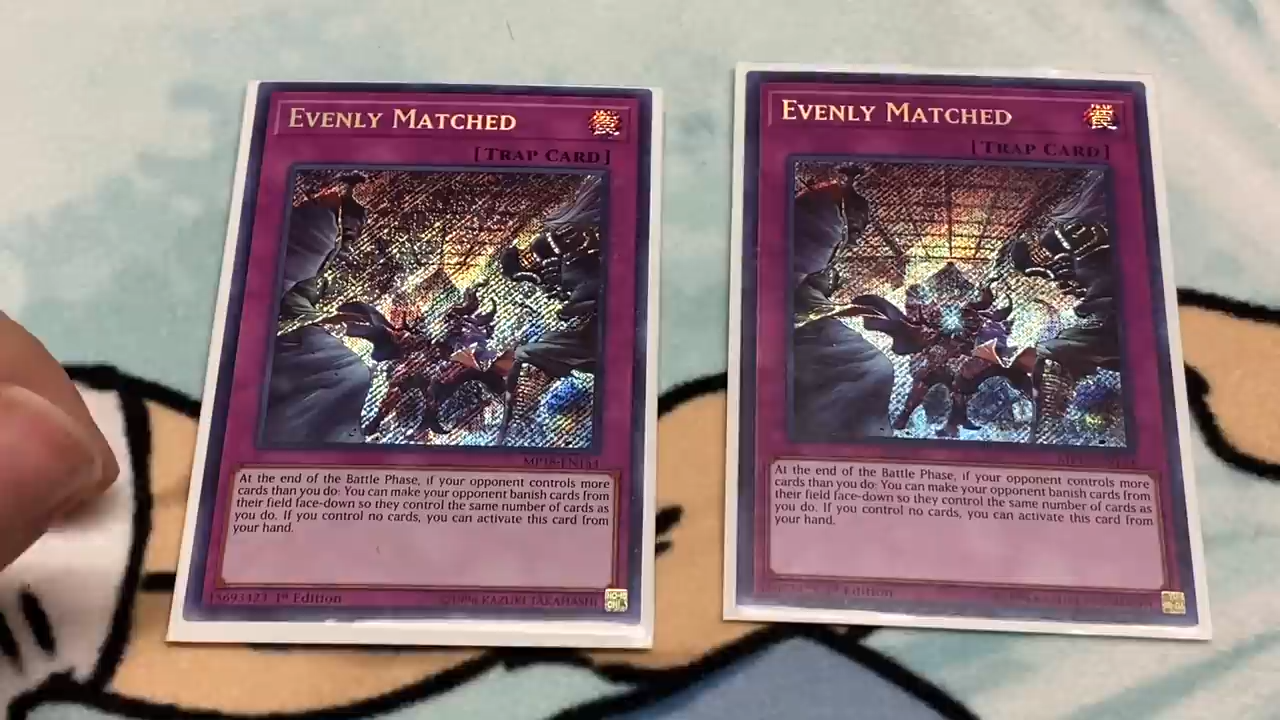 EVENLY MATCHED
[TRAP CARD]
MP18-EN134
At the end of the Battle Phase, if your opponent controls more
cards than you do: You can make your opponent banish cards from
their field face-down so they control the same number of cards as
you do. If you control no cards, you can activate this card from
your hand.
15693423 1st Edition ©1996 KAZUKI TAKAHASHI
EVENLY MATCHED
[TRAP CARD]
At the end of the Battle Phase, if your opponent controls more
cards than you do: You can make your opponent banish cards from
their field face-down so they control the same number of cards as
you do. If you control no cards, you can activate this card from
your hand.
1st Edition